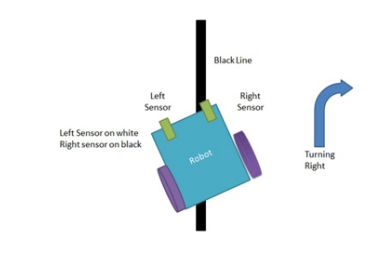 Black Line
Left
Sensor
Right
Sensor
Left Sensor on white
Right sensor on black
Robot
Turning
Right